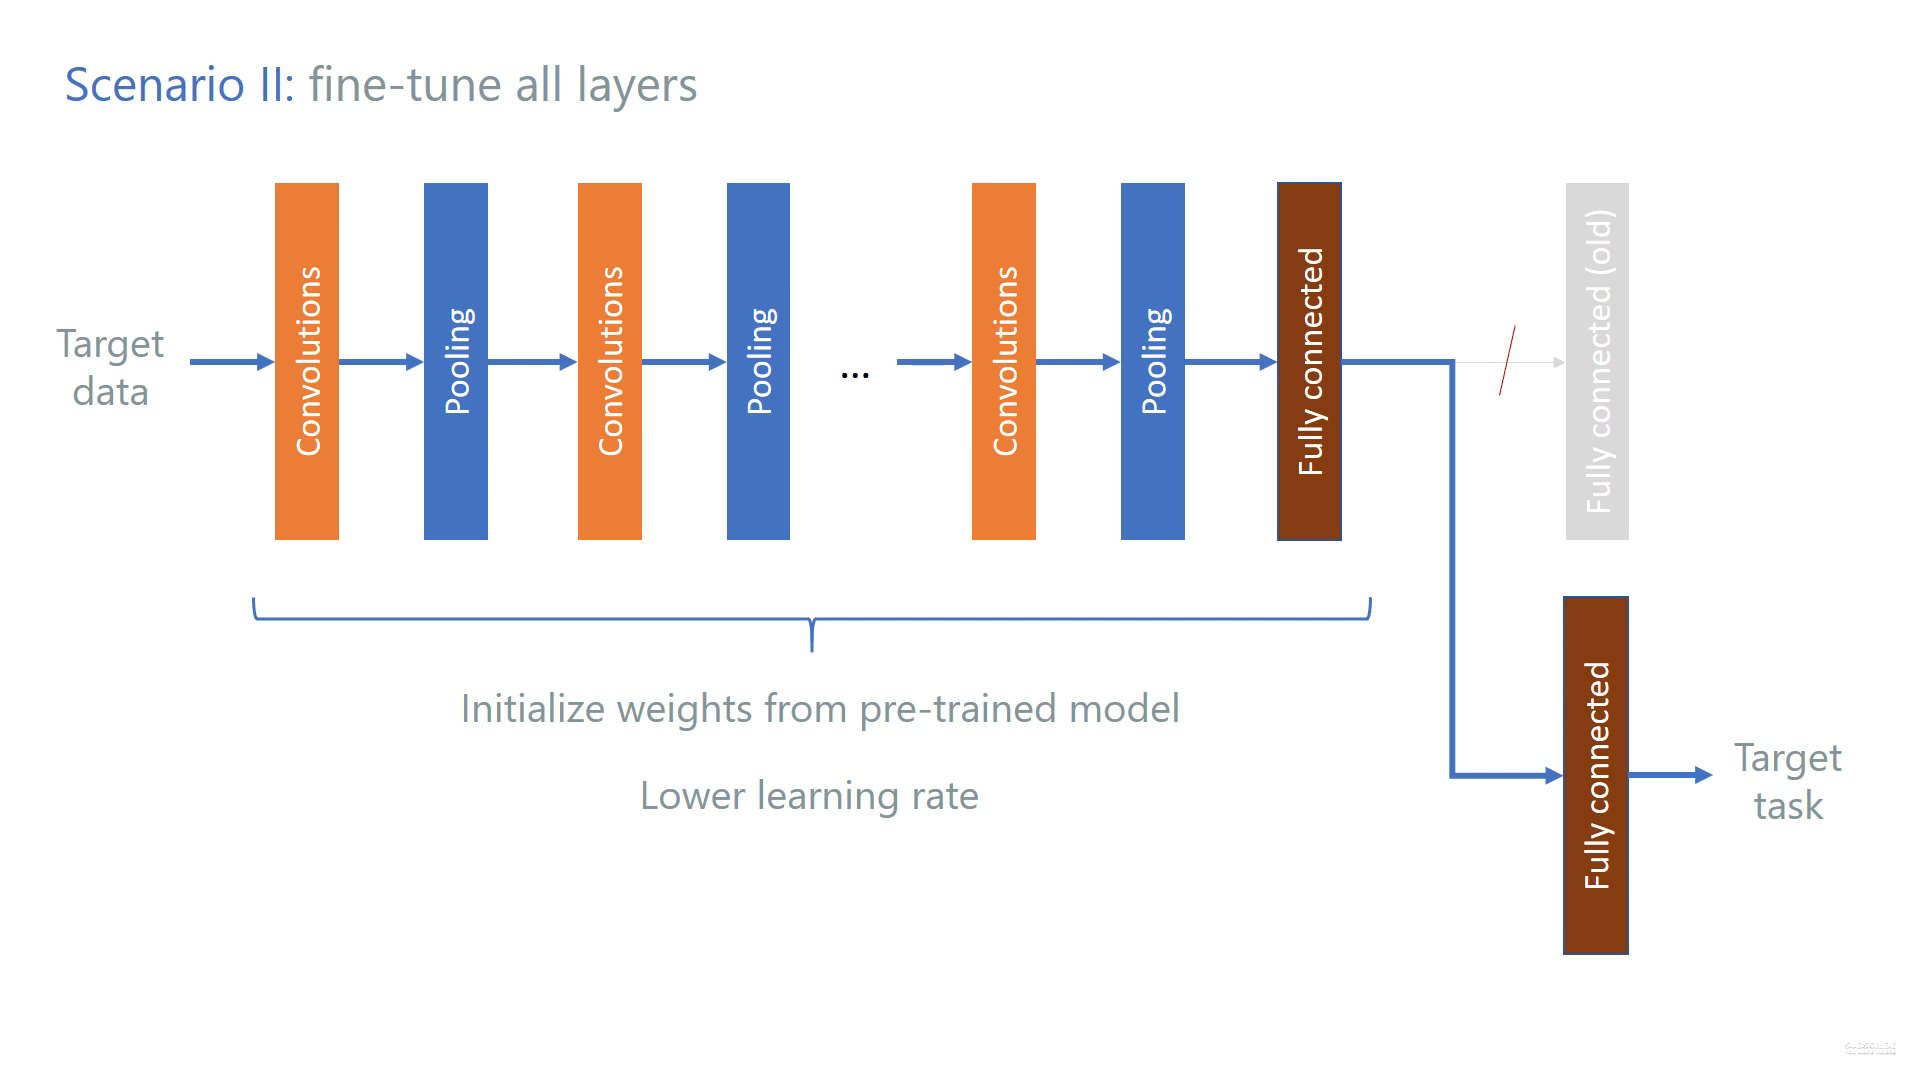 Scenario II: fine-tune all layers
Target
data
Convolutions
Pooling
Convolutions
Pooling
...
Convolutions
Pooling
Fully connected
Fully connected (old)
Initialize weights from pre-trained model
Lower learning rate
Fully connected
Target
task
SUBSCRIBE